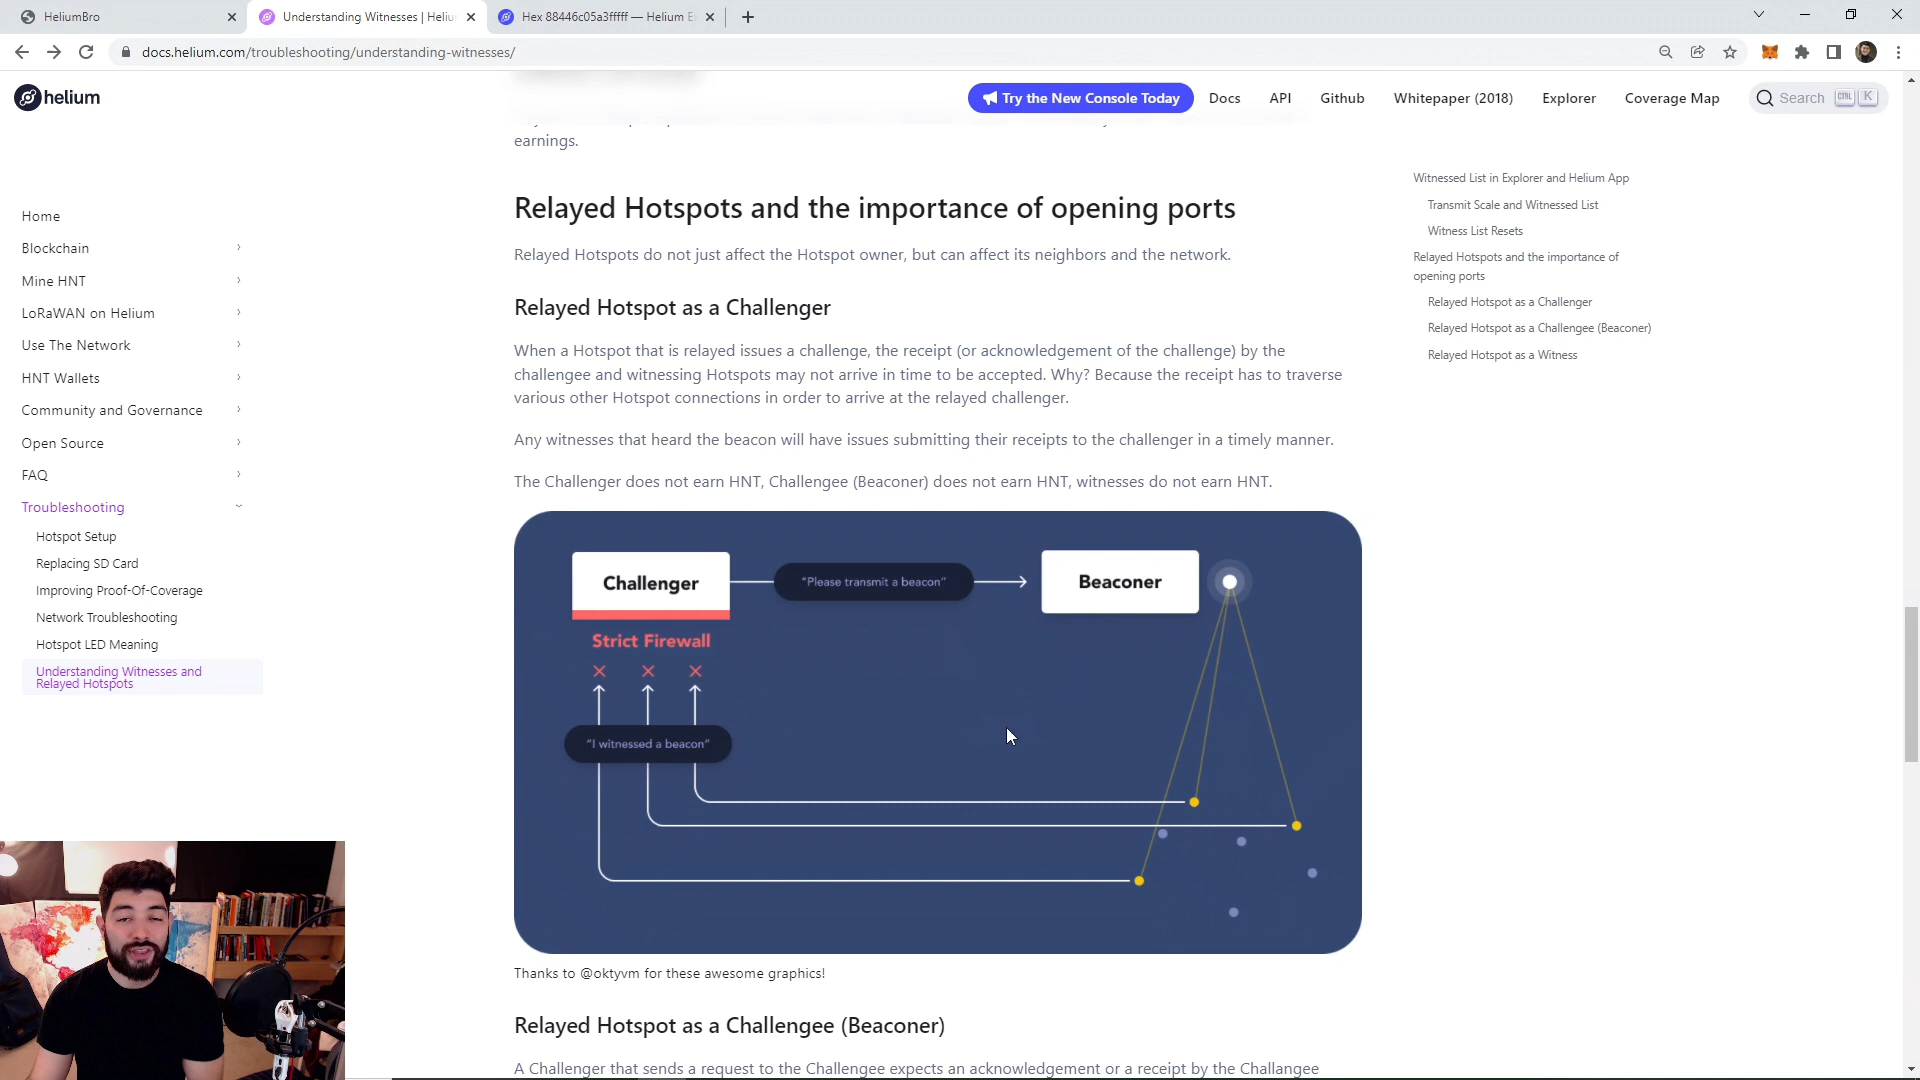 HeliumBro
Understanding Witnesses | Heliu
Hex 88446c05a3fffff — Helium E
docs.helium.com/troubleshooting/understanding-witnesses/
helium
Try the New Console Today
Docs
API
Github
Whitepaper (2018)
Explorer
Coverage Map
Search
CTRL
K
Home
Blockchain
Mine HNT
LoRaWAN on Helium
Use The Network
HNT Wallets
Community and Governance
Open Source
FAQ
Troubleshooting
Hotspot Setup
Replacing SD Card
Improving Proof-Of-Coverage
Network Troubleshooting
Hotspot LED Meaning
Understanding Witnesses and
Relayed Hotspots
earnings.
Relayed Hotspots and the importance of opening ports
Relayed Hotspots do not just affect the Hotspot owner, but can affect its neighbors and the network.
Relayed Hotspot as a Challenger
When a Hotspot that is relayed issues a challenge, the receipt (or acknowledgement of the challenge) by the
challengee and witnessing Hotspots may not arrive in time to be accepted. Why? Because the receipt has to traverse
various other Hotspot connections in order to arrive at the relayed challenger.
Any witnesses that heard the beacon will have issues submitting their receipts to the challenger in a timely manner.
The Challenger does not earn HNT, Challengee (Beaconer) does not earn HNT, witnesses do not earn HNT.
Challenger
"Please transmit a beacon"
Beaconer
Strict Firewall
"I witnessed a beacon"
Thanks to @oktyvm for these awesome graphics!
Relayed Hotspot as a Challengee (Beaconer)
A Challenger that sends a request to the Challengee expects an acknowledgement or a receipt by the Challangee
Witnessed List in Explorer and Helium App
Transmit Scale and Witnessed List
Witness List Resets
Relayed Hotspots and the importance of
opening ports
Relayed Hotspot as a Challenger
Relayed Hotspot as a Challengee (Beaconer)
Relayed Hotspot as a Witness